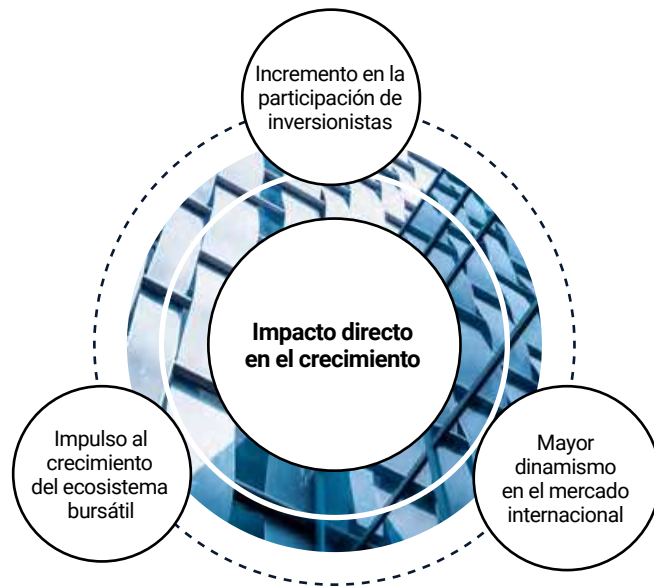 Incremento en la
participación de
inversionistas
Impacto directo
en el crecimiento
Impulso al
crecimiento
del ecosistema
bursátil
Mayor
dinamismo
en el mercado
internacional